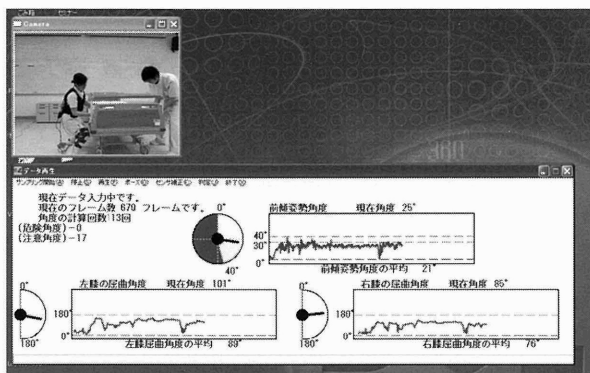 ごみ箱
Camera
データ再生
サンプリング開始(A) 停止(C) 再生(Z) ポーズ(O) センサ補正(C) 判定(J) 終了(X)
現在データ入力中です。
現在のフレーム数 670 フレームです。
角度の計算回数 13回
(危険角度)-0
(注意角度)-17
0°
40°
前傾姿勢角度 現在角度 25°
40°
30°
0°
前傾姿勢角度の平均 21°
左膝の屈曲角度 現在角度 101°
0°
180°
180°
0°
左膝屈曲角度の平均 89°
右膝の屈曲角度 現在角度 85°
0°
180°
180°
0°
右膝屈曲角度の平均 76°